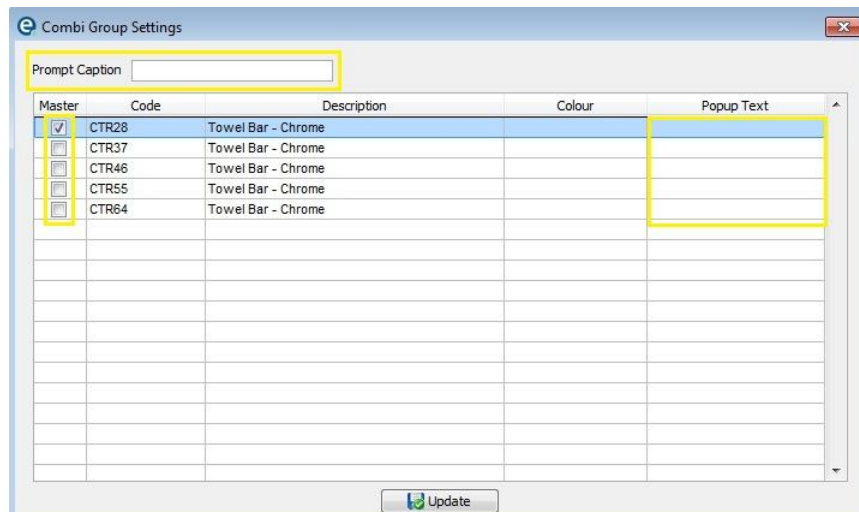 Combi Group Settings
Prompt Caption
Master Code Description Colour Popup Text
CTR28 Towel Bar - Chrome
CTR37 Towel Bar - Chrome
CTR46 Towel Bar - Chrome
CTR55 Towel Bar - Chrome
CTR64 Towel Bar - Chrome
Update